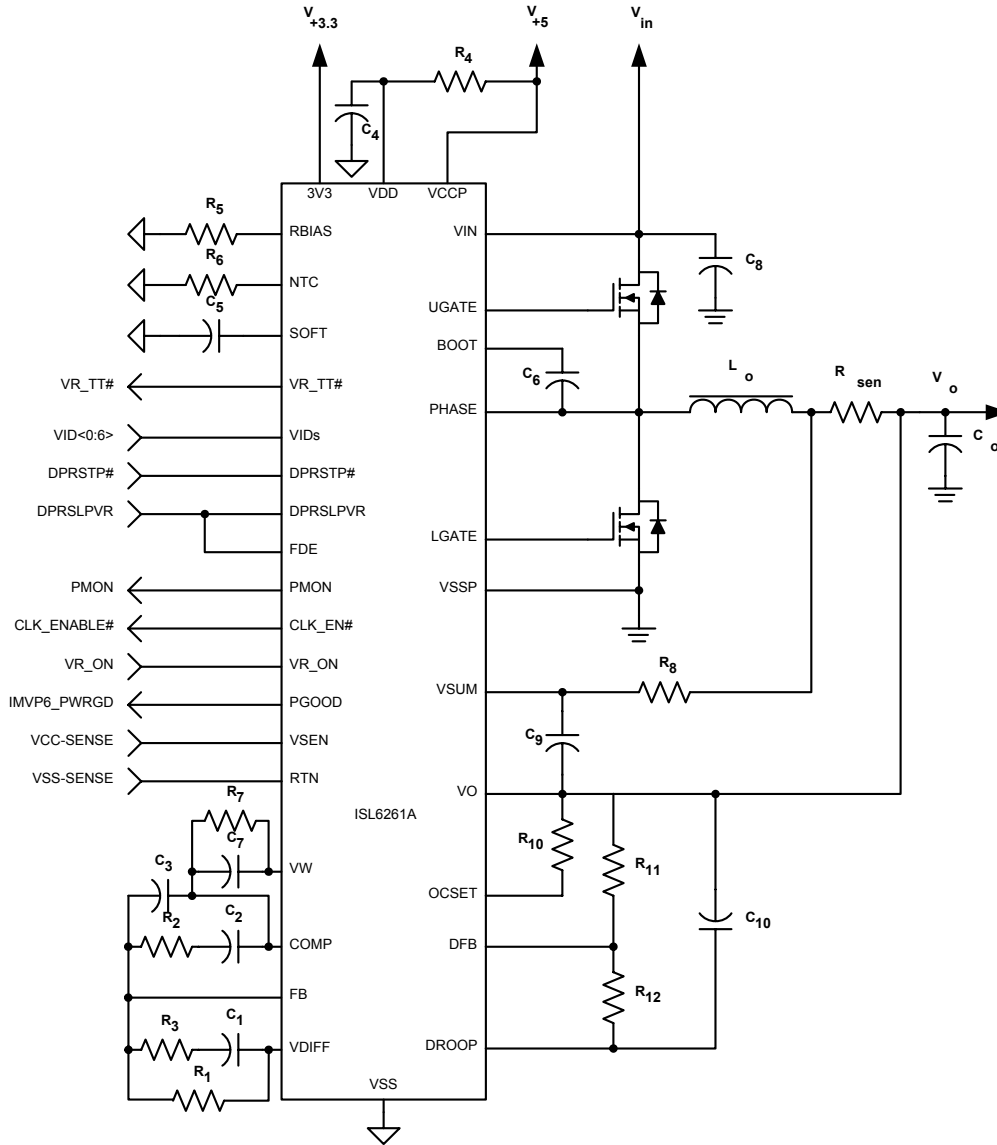 V+3.3
V+5
Vin
R4
C4
3V3 VDD VCCP
R5
RBIAS
R6
NTC
C5
SOFT
VR_TT# VR_TT#
VID<0:6> VIDs
DPRSTP# DPRSTP#
DPRSLPVR DPRSLPVR
FDE
PMON PMON
CLK_ENABLE# CLK_EN#
VR_ON VR_ON
IMVP6_PWRGD PGOOD
VCC-SENSE VSEN
VSS-SENSE RTN
R7
C7
VW
C3
R2 C2
COMP
FB
R3 C1
VDIFF
R1
VSS
ISL6261A
VIN
C8
UGATE
BOOT
C6
PHASE
Lo
Rsen
Vo
Co
LGATE
VSSP
VSUM
R8
C9
VO
R10
R11
OCSET
C10
DFB
R12
DROOP